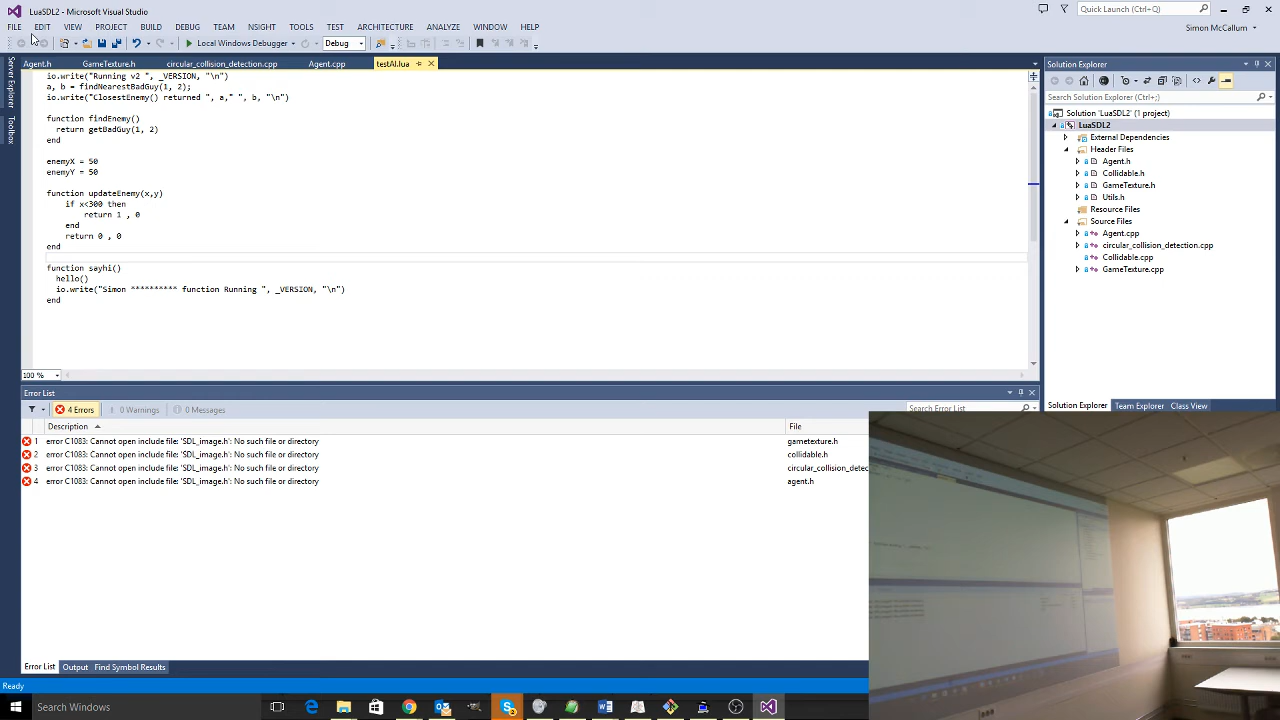 LuaSDL2 - Microsoft Visual Studio
Quick Launch (Ctrl+Q)
FILE EDIT VIEW PROJECT BUILD DEBUG TEAM NSIGHT TOOLS TEST ARCHITECTURE ANALYZE WINDOW HELP
Simon McCallum
Local Windows Debugger Debug
Agent.h GameTexture.h circular_collision_detection.cpp Agent.cpp testAI.lua
Server Explorer
Toolbox
io.write("Running v2 ", _VERSION, "\n")
a, b = findNearestBadGuy(1, 2);
io.write("ClosestEnemy() returned ", a," ", b, "\n")
function findEnemy()
return getBadGuy(1, 2)
end
enemyX = 50
enemyY = 50
function updateEnemy(x,y)
if x<300 then
return 1 , 0
end
return 0 , 0
end
function sayhi()
hello()
io.write("Simon ********** function Running ", _VERSION, "\n")
end
100 %
Solution Explorer
Search Solution Explorer (Ctrl+;)
Solution 'LuaSDL2' (1 project)
LuaSDL2
External Dependencies
Header Files
Agent.h
Collidable.h
GameTexture.h
Utils.h
Resource Files
Source Files
Agent.cpp
circular_collision_detection.cpp
Collidable.cpp
GameTexture.cpp
Solution Explorer Team Explorer Class View
Error List
4 Errors 0 Warnings 0 Messages
Search Error List
Description File
1 error C1083: Cannot open include file: 'SDL_image.h': No such file or directory gametexture.h
2 error C1083: Cannot open include file: 'SDL_image.h': No such file or directory collidable.h
3 error C1083: Cannot open include file: 'SDL_image.h': No such file or directory circular_collision_detec
4 error C1083: Cannot open include file: 'SDL_image.h': No such file or directory agent.h
Error List Output Find Symbol Results
Ready
Search Windows